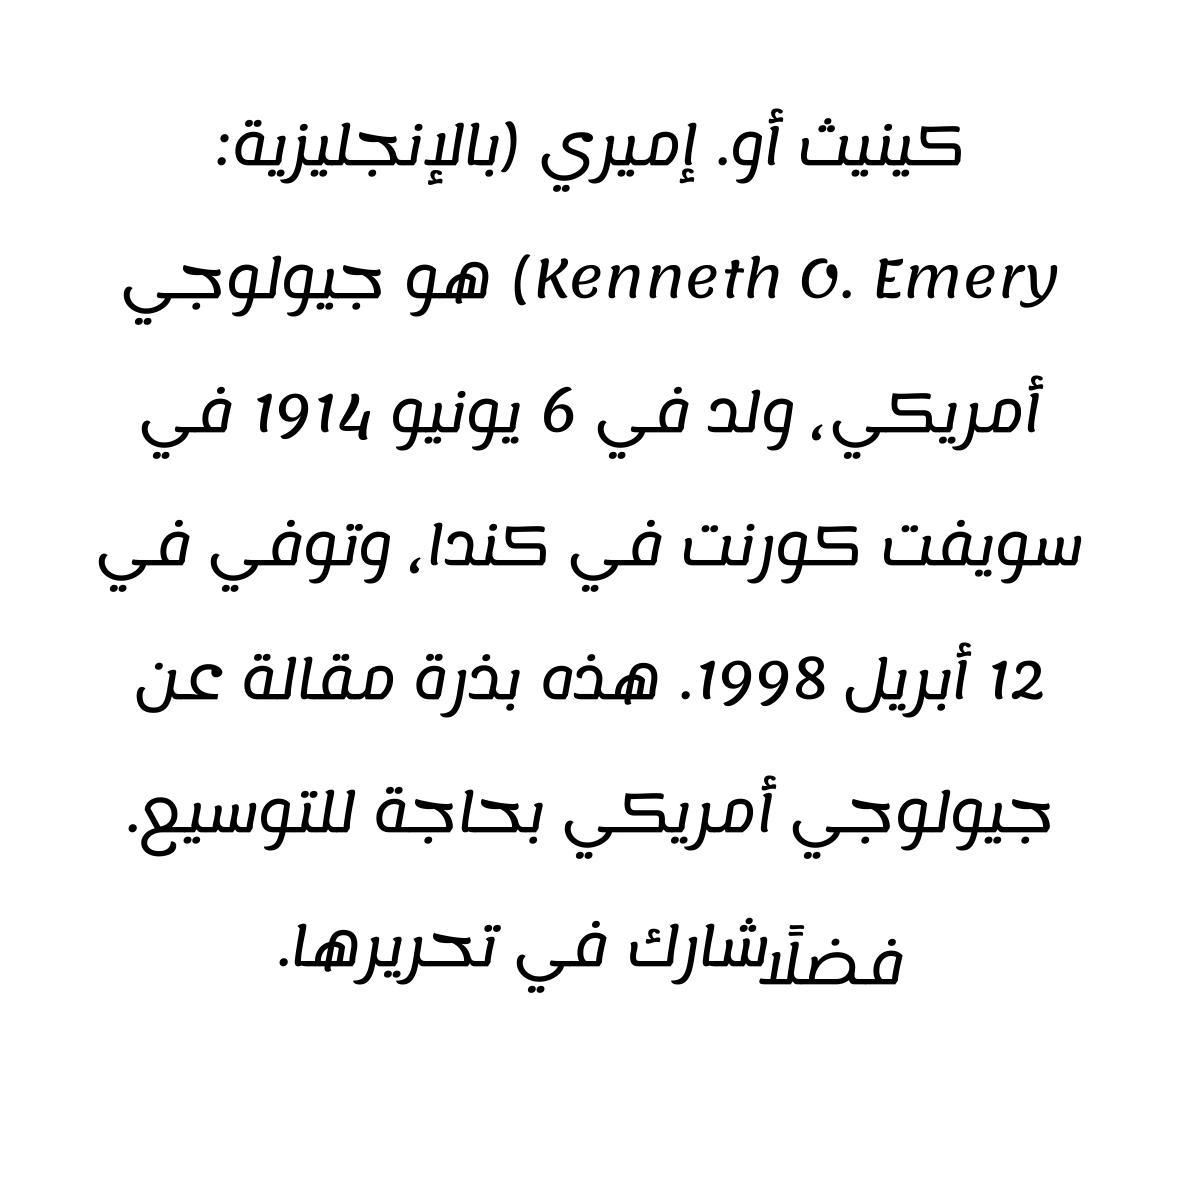 كينيث أو. إميري (بالإنجليزية:
Kenneth O. Emery) هو جيولوجي
أمريكي، ولد في 6 يونيو 1914 في
سويفت كورنت في كندا، وتوفي في
12 أبريل 1998. هذه بذرة مقالة عن
جيولوجي أمريكي بحاجة للتوسيع.
فضلًا شارك في تحريرها.